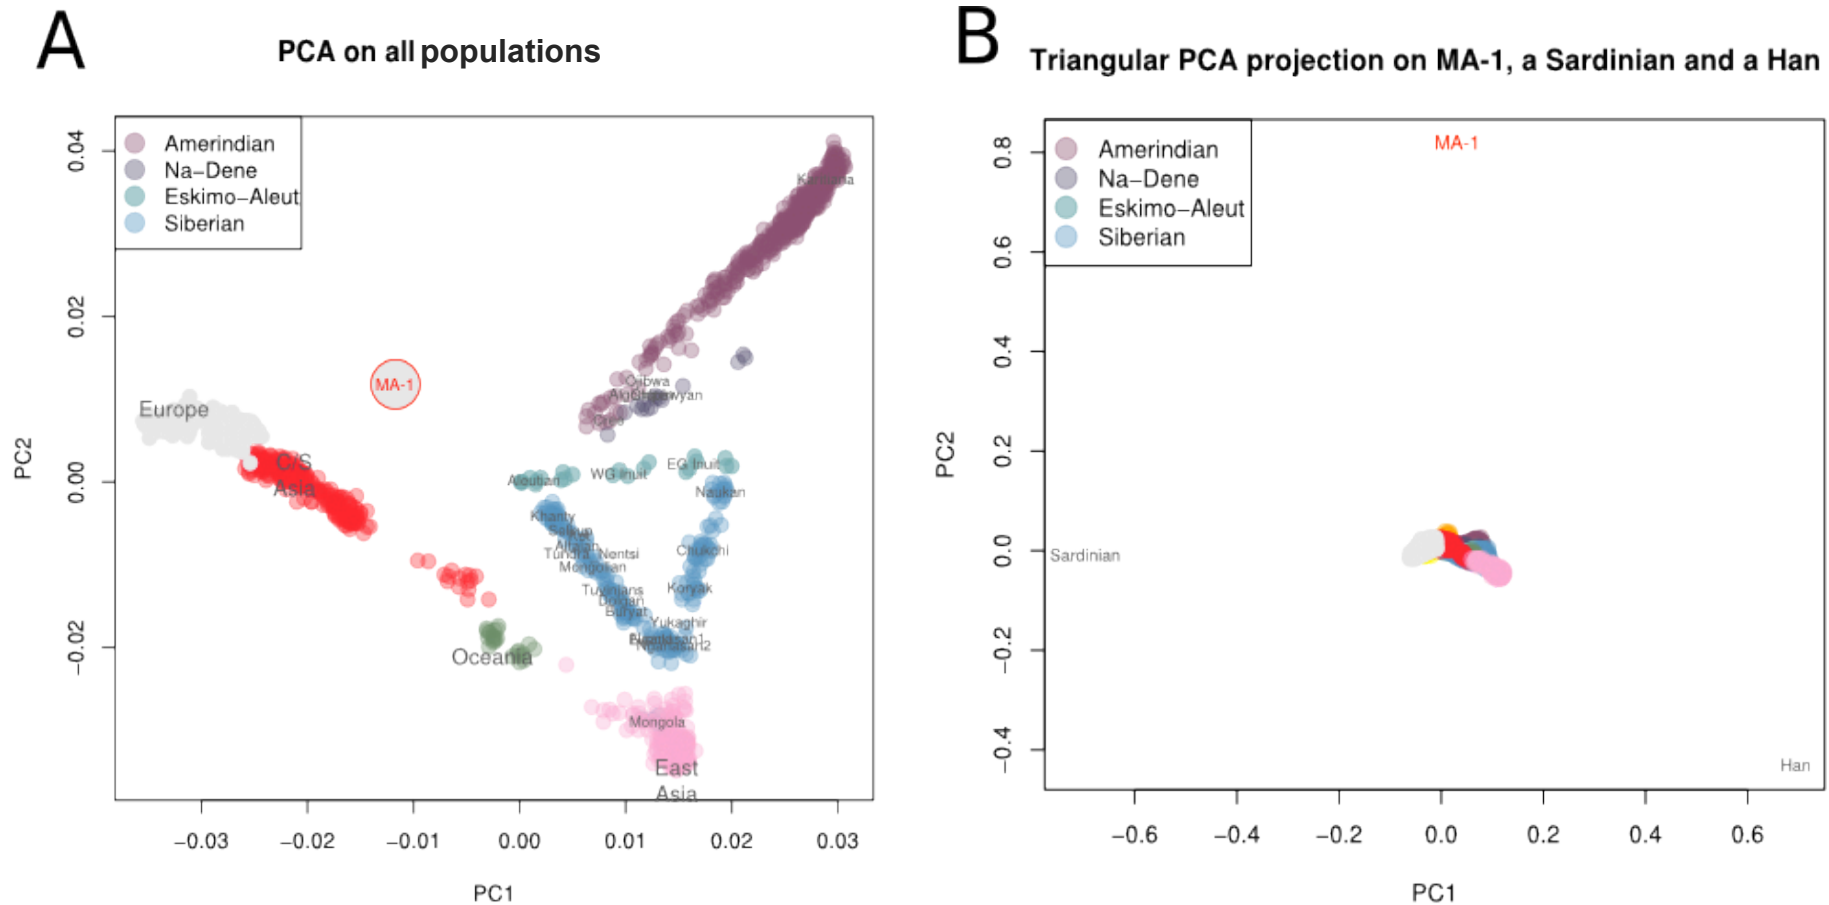 A
PCA on all populations
Amerindian
Na−Dene
Eskimo−Aleut
Siberian
0.04
0.02
0.00
−0.02
PC2
MA-1
Europe
C/S
Asia
Oceania
Ojibwa
Cree
Aleutian
WG Inuit
EG Inuit
Naukan
Khanty
Selkup
Tundra Nentsi
Mongolian
Chukchi
Tuvinians
Dolgan
Buryat
Koryak
Yukaghir
Mongola
East
Asia
−0.03
−0.02
−0.01
0.00
0.01
0.02
0.03
PC1
B
Triangular PCA projection on MA-1, a Sardinian and a Han
Amerindian
Na−Dene
Eskimo−Aleut
Siberian
0.8
0.6
0.4
0.2
0.0
−0.2
−0.4
PC2
MA-1
Sardinian
Han
−0.6
−0.4
−0.2
0.0
0.2
0.4
0.6
PC1